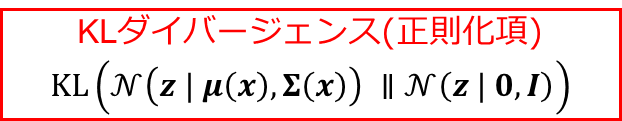 KLダイバージェンス(正則化項)
KL(𝒩(z | μ(x), Σ(x)) ∥ 𝒩(z | 0, I))